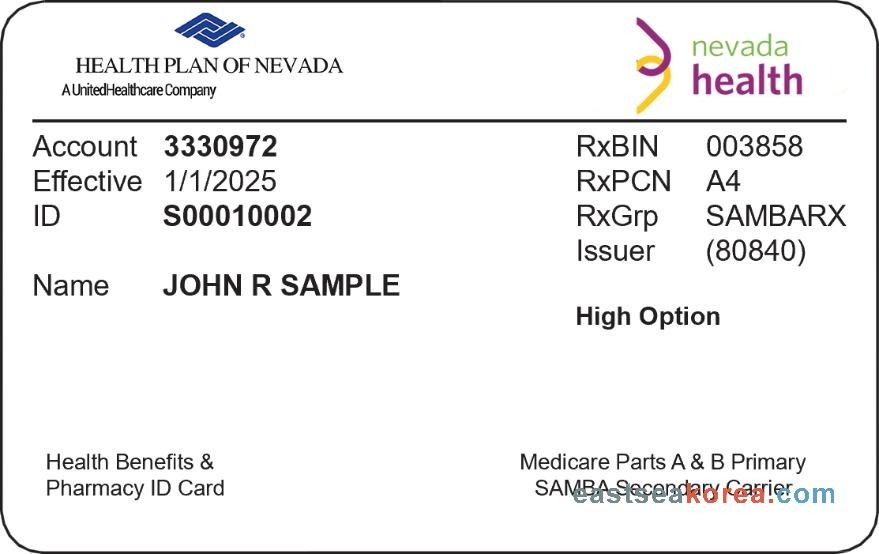 HEALTH PLAN OF NEVADA
A UnitedHealthcare Company
nevada
health
Account 3330972
Effective 1/1/2025
ID S00010002
Name JOHN R SAMPLE
RxBIN 003858
RxPCN A4
RxGrp SAMBARX
Issuer (80840)
High Option
Health Benefits &
Pharmacy ID Card
Medicare Parts A & B Primary
SAMBA Secondary Carrier
eastseakorea.com